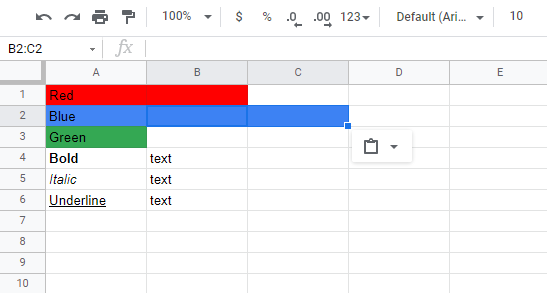 100% $ % .0 .00 123 Default (Ari... 10
B2:C2 fx
A B C D E
1 Red
2 Blue
3 Green
4 Bold text
5 Italic text
6 Underline text
7
8
9
10